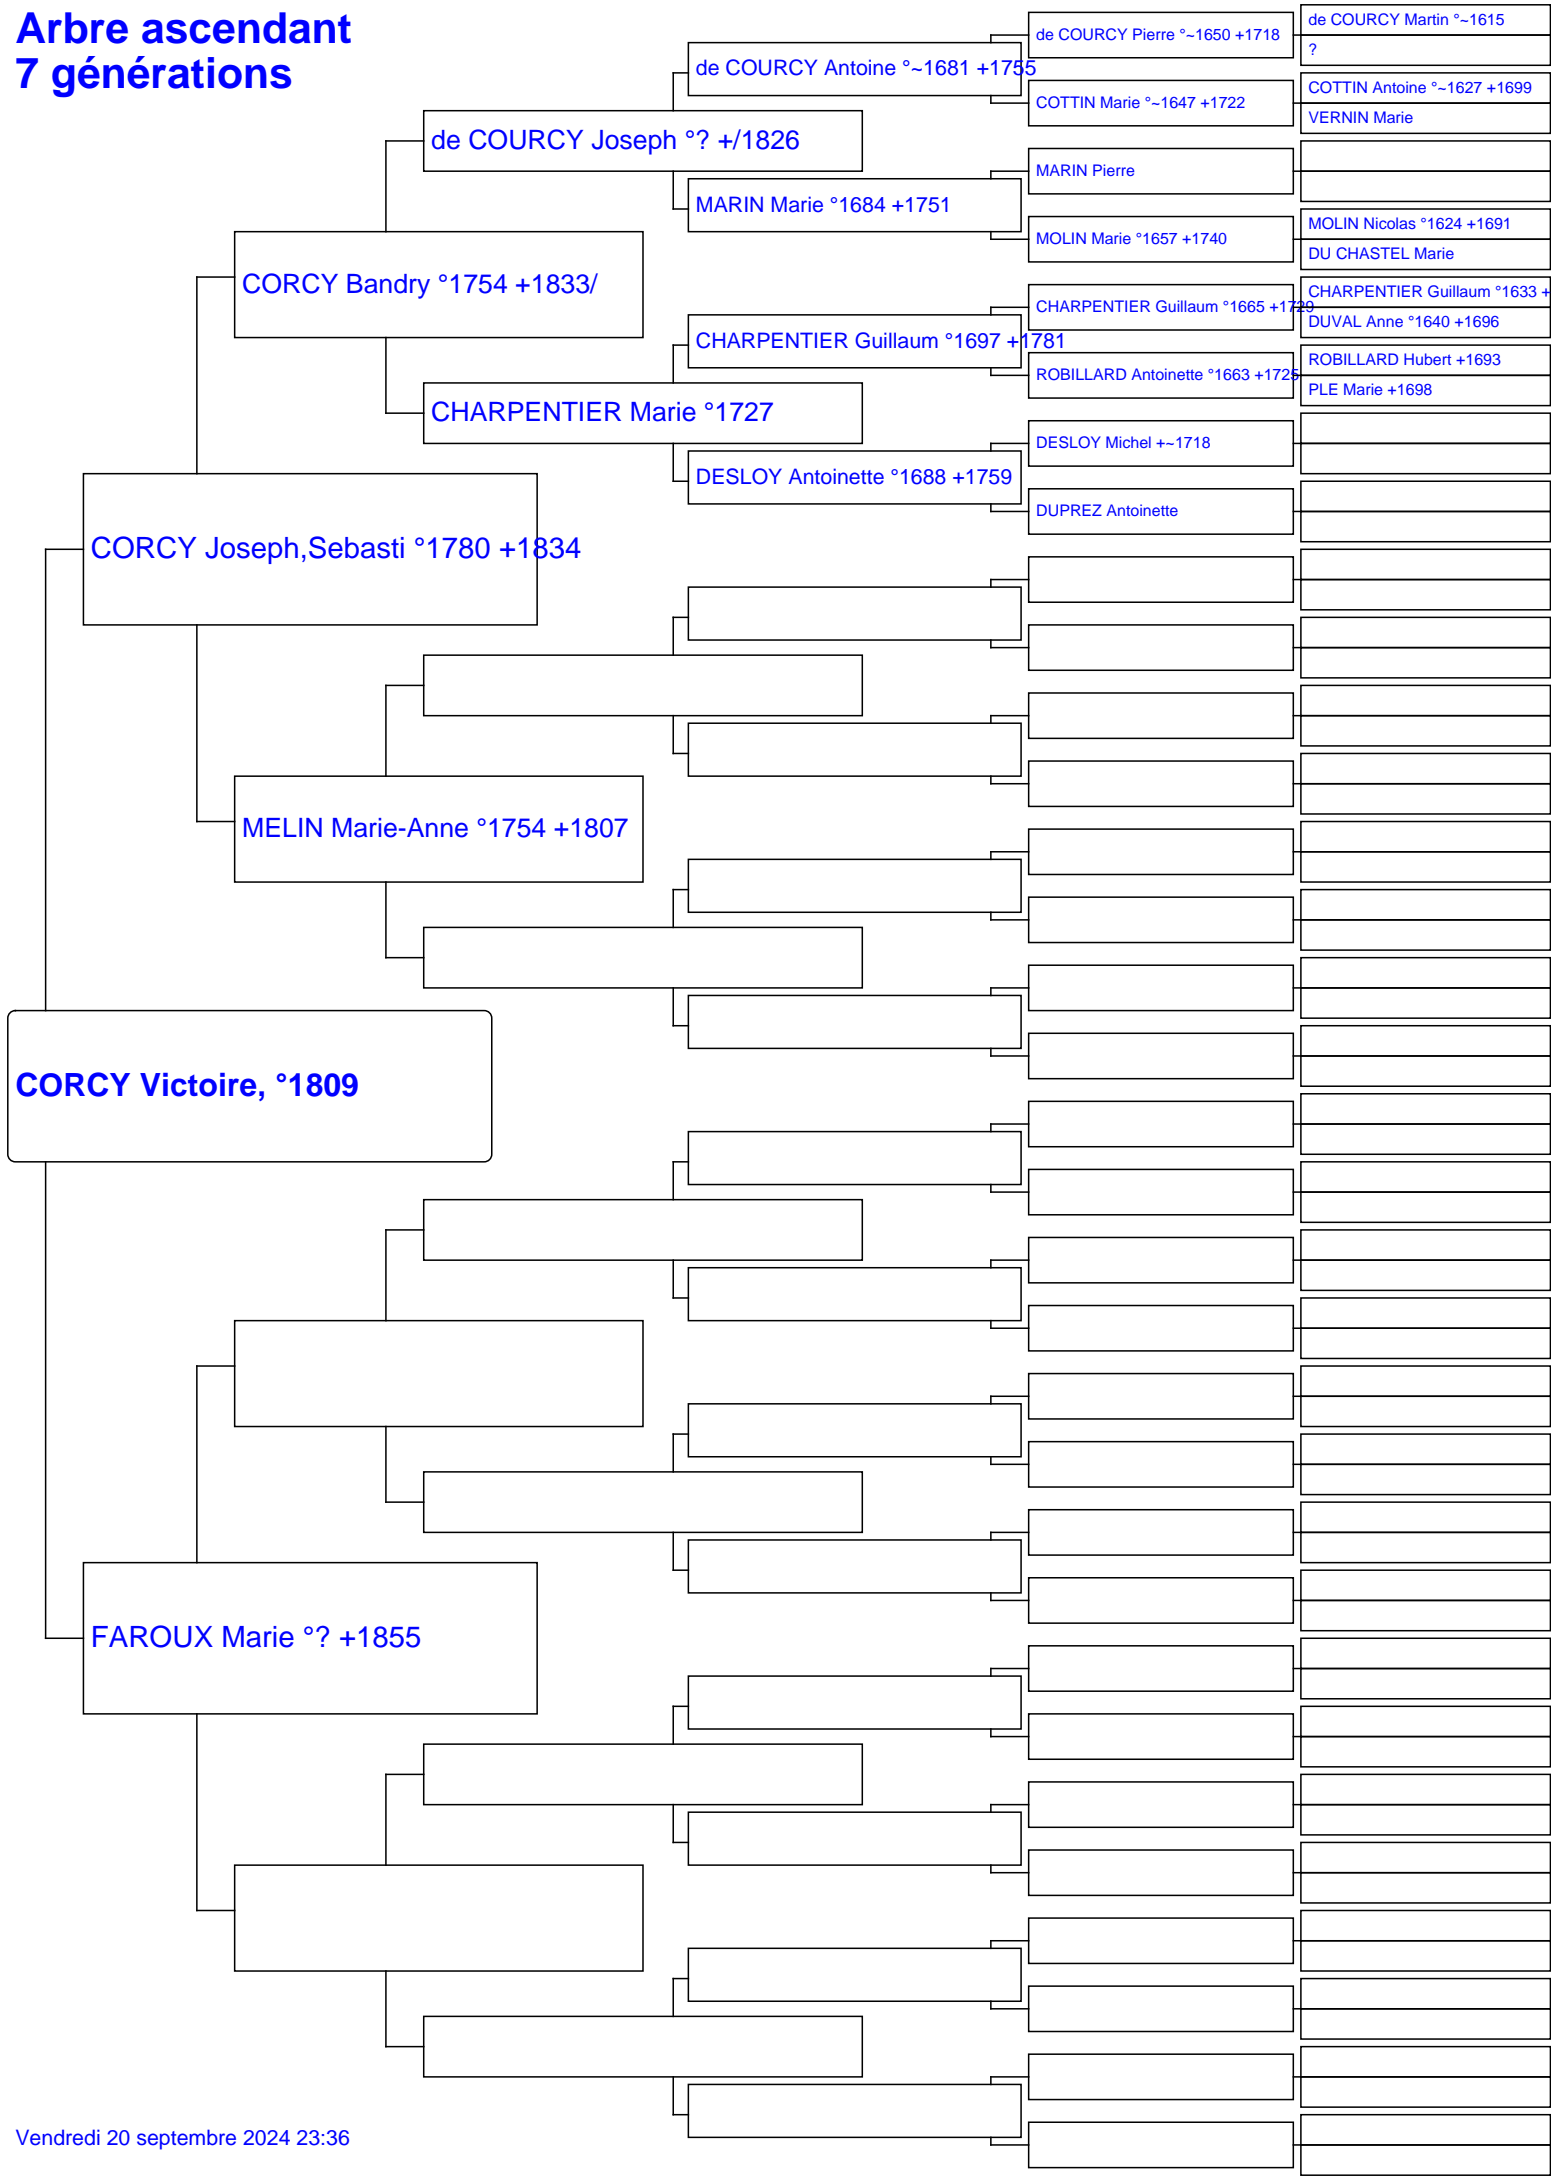 Arbre ascendant
7 générations
de COURCY Martin °~1615
de COURCY Pierre °~1650 +1718
?
de COURCY Antoine °~1681 +1755
COTTIN Antoine °~1627 +1699
COTTIN Marie °~1647 +1722
VERNIN Marie
de COURCY Joseph °? +/1826
MARIN Pierre
MARIN Marie °1684 +1751
MOLIN Nicolas °1624 +1691
MOLIN Marie °1657 +1740
DU CHASTEL Marie
CORCY Bandry °1754 +1833/
CHARPENTIER Guillaum °1633 +
CHARPENTIER Guillaum °1665 +1729
DUVAL Anne °1640 +1696
CHARPENTIER Guillaum °1697 +1781
ROBILLARD Hubert +1693
ROBILLARD Antoinette °1663 +1725
PLE Marie +1698
CHARPENTIER Marie °1727
DESLOY Michel +~1718
DESLOY Antoinette °1688 +1759
DUPREZ Antoinette
CORCY Joseph,Sebasti °1780 +1834
MELIN Marie-Anne °1754 +1807
CORCY Victoire, °1809
FAROUX Marie °? +1855
Vendredi 20 septembre 2024 23:36